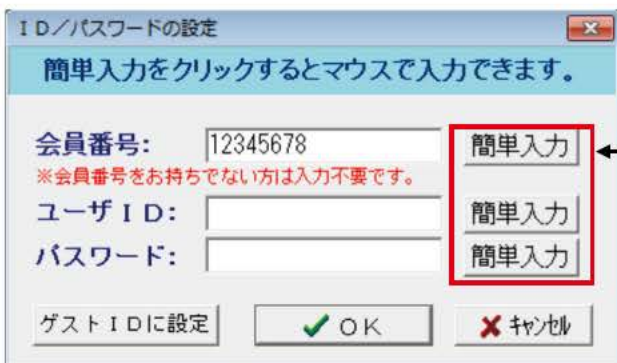 ID/パスワードの設定
簡単入力をクリックするとマウスで入力できます。
会員番号: 12345678 簡単入力
※会員番号をお持ちでない方は入力不要です。
ユーザID: 簡単入力
パスワード: 簡単入力
ゲストIDに設定 OK キャンセル